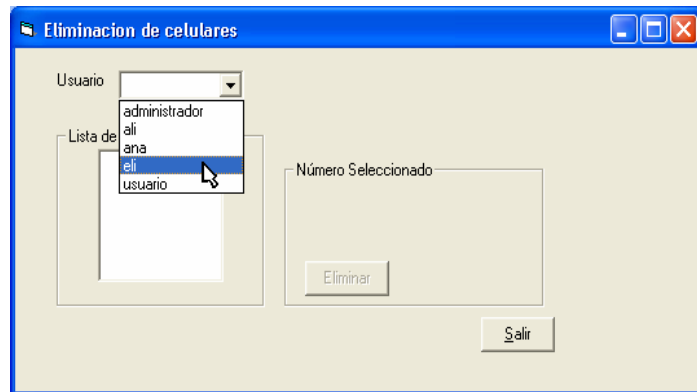 Eliminacion de celulares
Usuario
administrador
ali
ana
eli
usuario
Lista de
Número Seleccionado
Eliminar
Salir